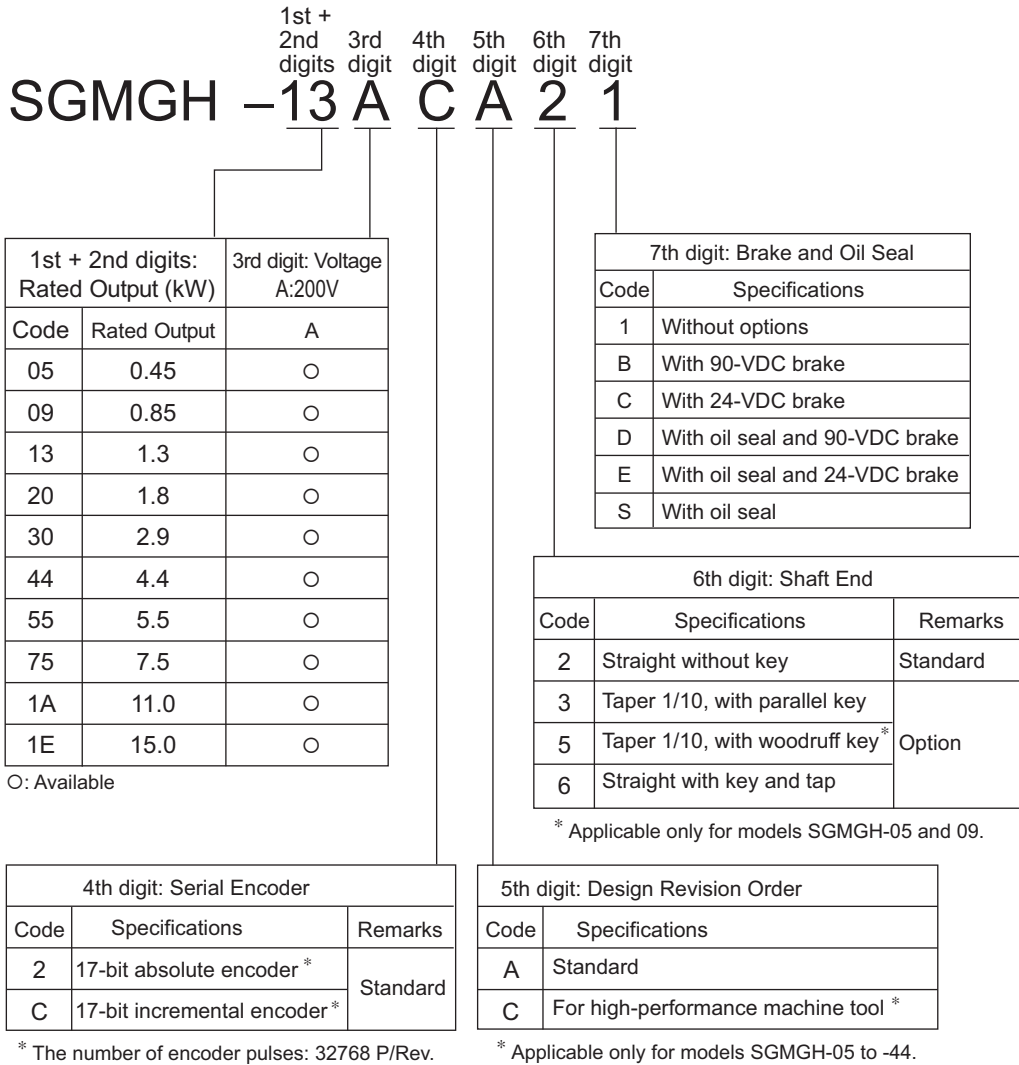 1st +
2nd
digits
3rd
digit
4th
digit
5th
digit
6th
digit
7th
digit
SGMGH –13 A C A 2 1
1st + 2nd digits:
Rated Output (kW)
3rd digit: Voltage
A:200V
Code Rated Output A
05 0.45 ○
09 0.85 ○
13 1.3 ○
20 1.8 ○
30 2.9 ○
44 4.4 ○
55 5.5 ○
75 7.5 ○
1A 11.0 ○
1E 15.0 ○
○: Available
7th digit: Brake and Oil Seal
Code Specifications
1 Without options
B With 90-VDC brake
C With 24-VDC brake
D With oil seal and 90-VDC brake
E With oil seal and 24-VDC brake
S With oil seal
6th digit: Shaft End
Code Specifications Remarks
2 Straight without key Standard
3 Taper 1/10, with parallel key
5 Taper 1/10, with woodruff key* Option
6 Straight with key and tap
* Applicable only for models SGMGH-05 and 09.
4th digit: Serial Encoder
Code Specifications Remarks
2 17-bit absolute encoder *
Standard
C 17-bit incremental encoder *
* The number of encoder pulses: 32768 P/Rev.
5th digit: Design Revision Order
Code Specifications
A Standard
C For high-performance machine tool *
* Applicable only for models SGMGH-05 to -44.